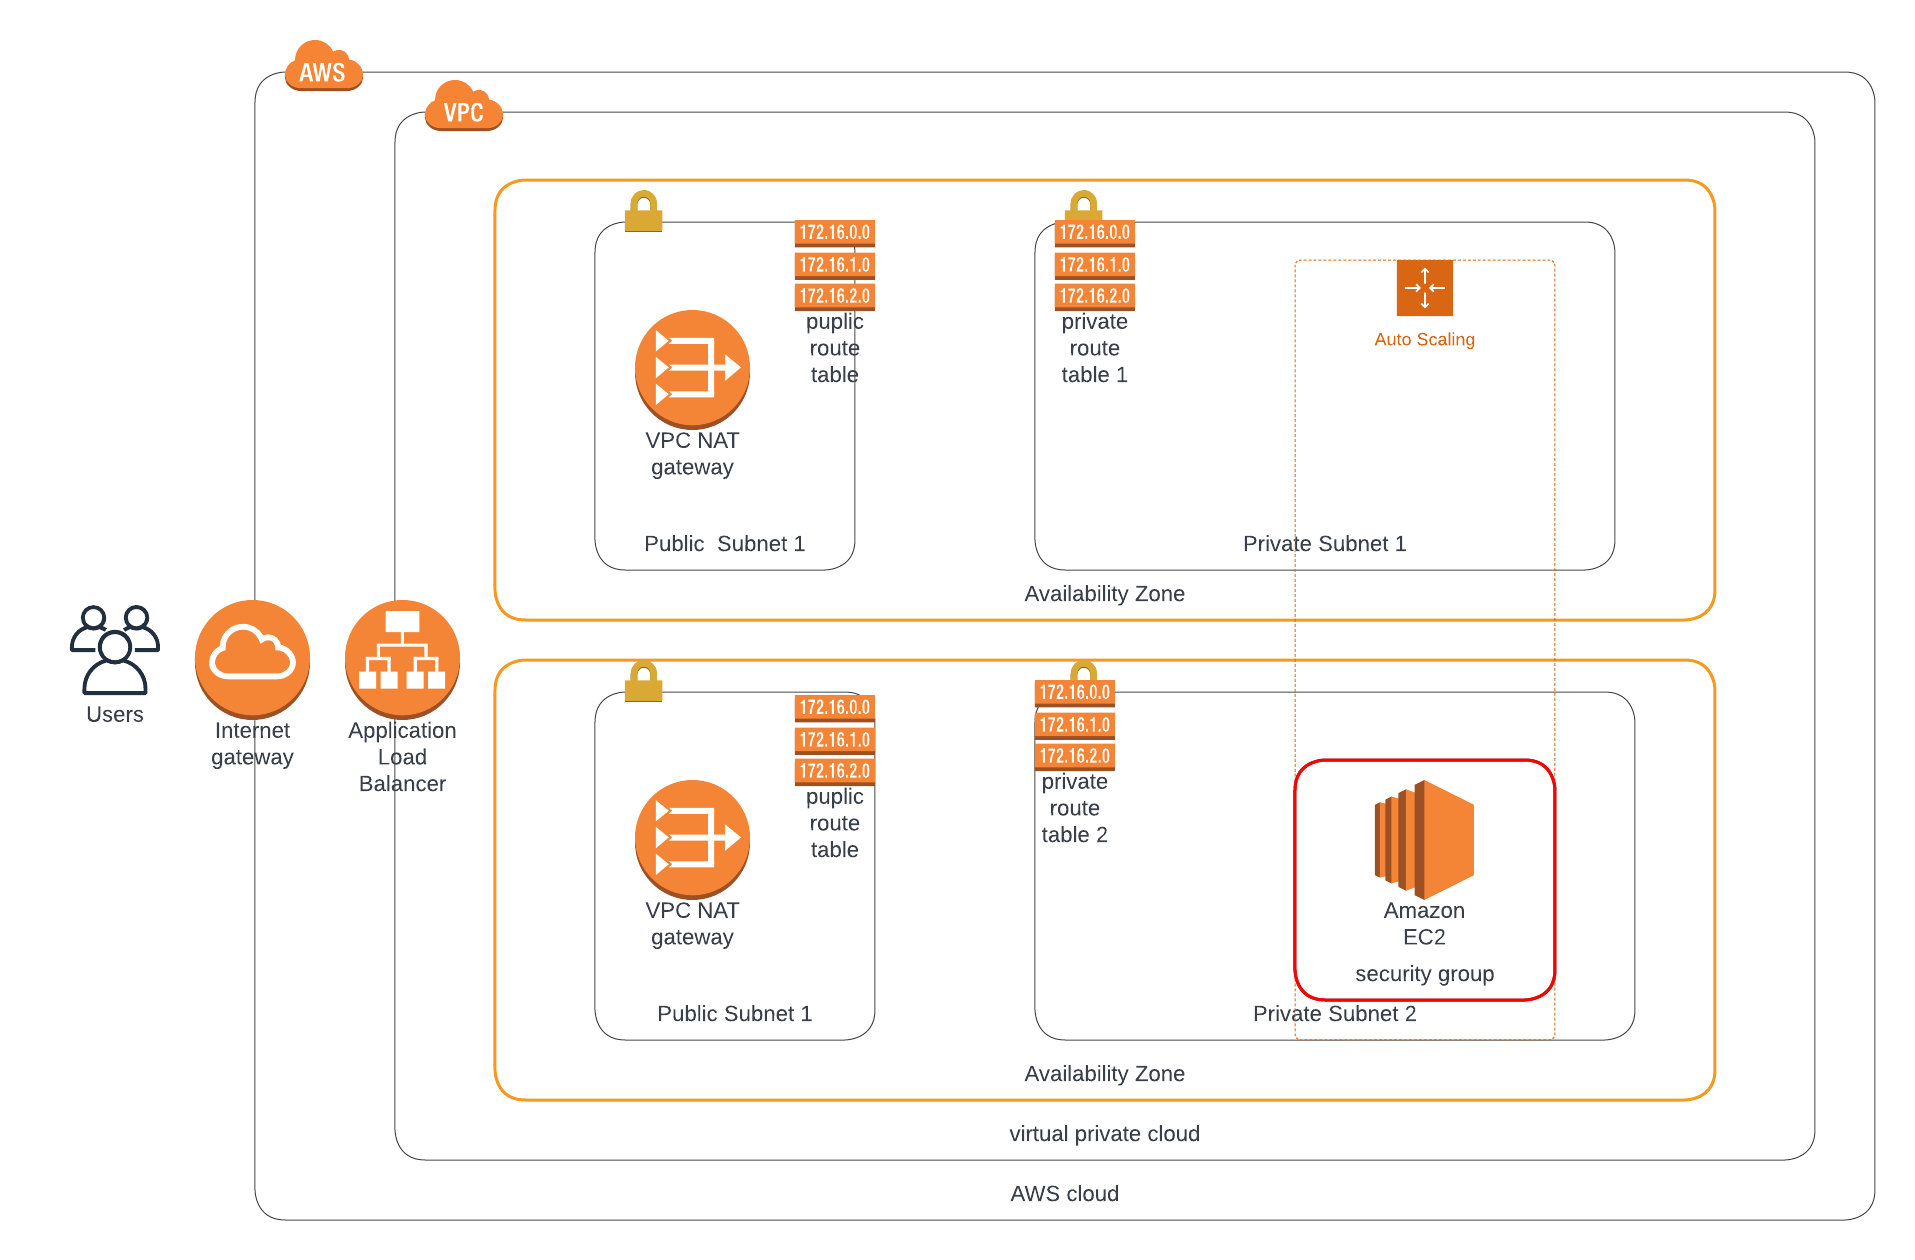 AWS
VPC
172.16.0.0
172.16.1.0
172.16.2.0
puplic
route
table
172.16.0.0
172.16.1.0
172.16.2.0
private
route
table 1
Auto Scaling
VPC NAT
gateway
Public  Subnet 1
Private Subnet 1
Availability Zone
Users
Internet
gateway
Application
Load
Balancer
172.16.0.0
172.16.1.0
172.16.2.0
puplic
route
table
172.16.0.0
172.16.1.0
172.16.2.0
private
route
table 2
VPC NAT
gateway
Amazon
EC2
security group
Public Subnet 1
Private Subnet 2
Availability Zone
virtual private cloud
AWS cloud